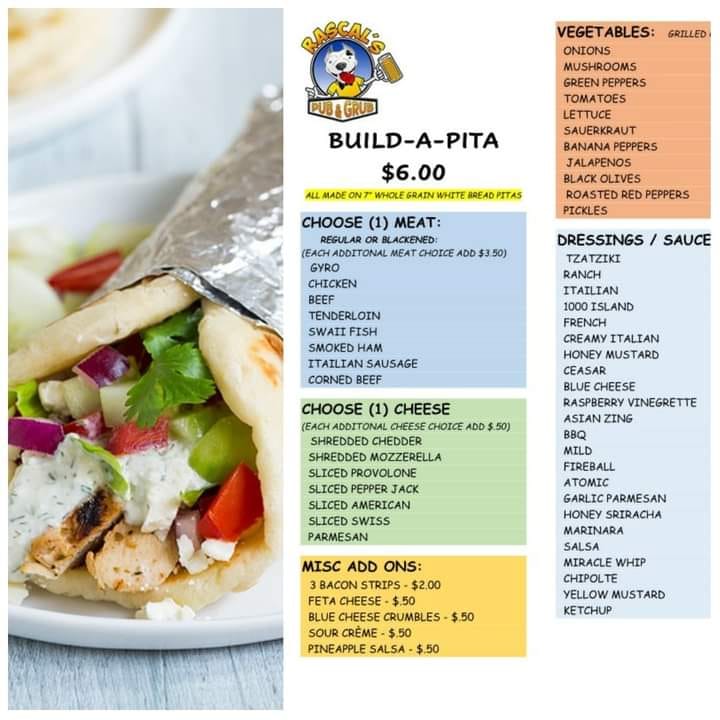 RASCAL'S
PUB & GRUB
BUILD-A-PITA
$6.00
ALL MADE ON 7" WHOLE GRAIN WHITE BREAD PITAS
CHOOSE (1) MEAT:
REGULAR OR BLACKENED:
(EACH ADDITONAL MEAT CHOICE ADD $3.50)
GYRO
CHICKEN
BEEF
TENDERLOIN
SWAII FISH
SMOKED HAM
ITAILIAN SAUSAGE
CORNED BEEF
CHOOSE (1) CHEESE
(EACH ADDITONAL CHEESE CHOICE ADD $.50)
SHREDDED CHEDDER
SHREDDED MOZZERELLA
SLICED PROVOLONE
SLICED PEPPER JACK
SLICED AMERICAN
SLICED SWISS
PARMESAN
MISC ADD ONS:
3 BACON STRIPS - $2.00
FETA CHEESE - $.50
BLUE CHEESE CRUMBLES - $.50
SOUR CRÈME - $.50
PINEAPPLE SALSA - $.50
VEGETABLES: GRILLED
ONIONS
MUSHROOMS
GREEN PEPPERS
TOMATOES
LETTUCE
SAUERKRAUT
BANANA PEPPERS
JALAPENOS
BLACK OLIVES
ROASTED RED PEPPERS
PICKLES
DRESSINGS / SAUCE
TZATZIKI
RANCH
ITAILIAN
1000 ISLAND
FRENCH
CREAMY ITALIAN
HONEY MUSTARD
CEASAR
BLUE CHEESE
RASPBERRY VINEGRETTE
ASIAN ZING
BBQ
MILD
FIREBALL
ATOMIC
GARLIC PARMESAN
HONEY SRIRACHA
MARINARA
SALSA
MIRACLE WHIP
CHIPOLTE
YELLOW MUSTARD
KETCHUP